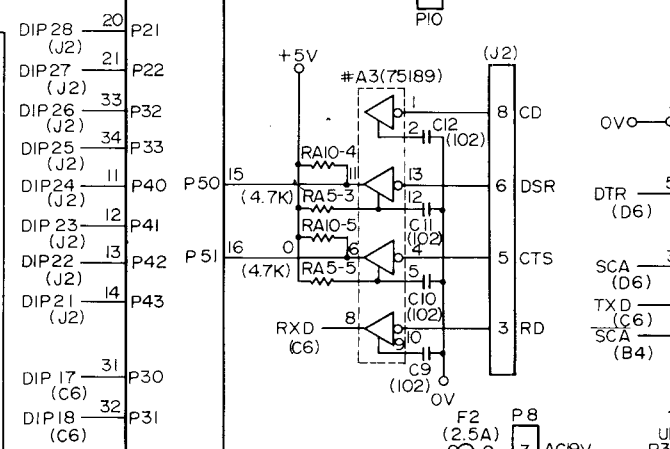 P10
DIP28 20 P21
(J2)
DIP27 21 P22
(J2)
DIP26 33 P32
(J2)
DIP25 34 P33
(J2)
DIP24 11 P40
(J2)
DIP23 12 P41
(J2)
DIP22 13 P42
(J2)
DIP21 14 P43
(J2)
DIP17 31 P30
(C6)
DIP18 32 P31
(C6)
+5V
#A3(75189)
(J2)
1
8 CD
2 C12
(102)
RA10-4
P50 15
11
13
6 DSR
(4.7K) RA5-3
12
C11
(102)
RA10-5
P51 16 0
6
4
5 CTS
(4.7K) RA5-5
5
C10
(102)
RXD 8
(C6)
10
3 RD
9
C9
(102)
0V
0V
DTR 5
(D6)
SCA
(D6)
TXD
(C6)
SCA
(B4)
F2
(2.5A)
P8
7 AC19V